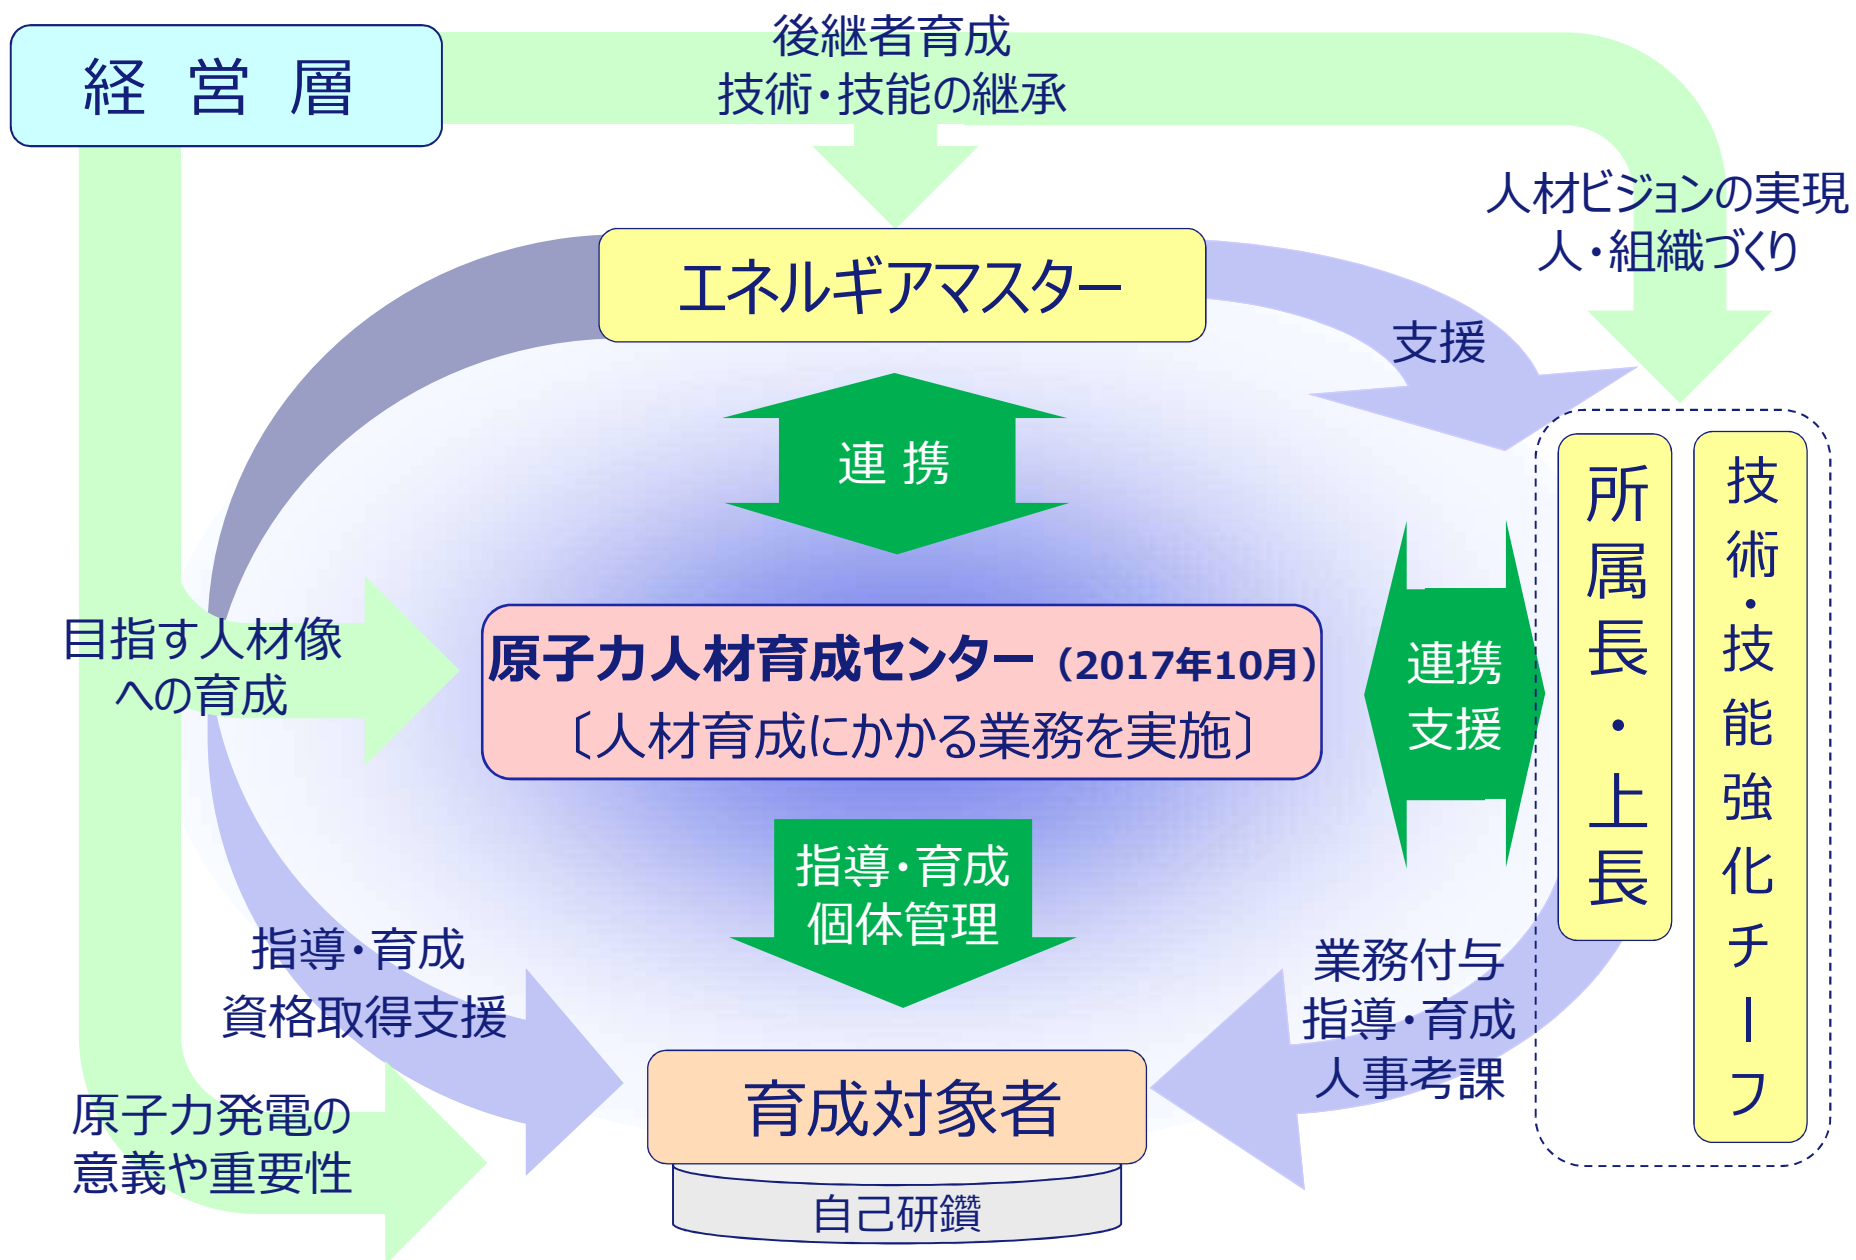 経 営 層
後継者育成
技術・技能の継承
人材ビジョンの実現
人・組織づくり
エネルギアマスター
支援
連 携
所属長・上長
技術・技能強化チーフ
原子力人材育成センター（2017年10月）
〔人材育成にかかる業務を実施〕
連携
支援
目指す人材像
への育成
指導・育成
個体管理
指導・育成
資格取得支援
業務付与
指導・育成
人事考課
原子力発電の
意義や重要性
育成対象者
自己研鑽